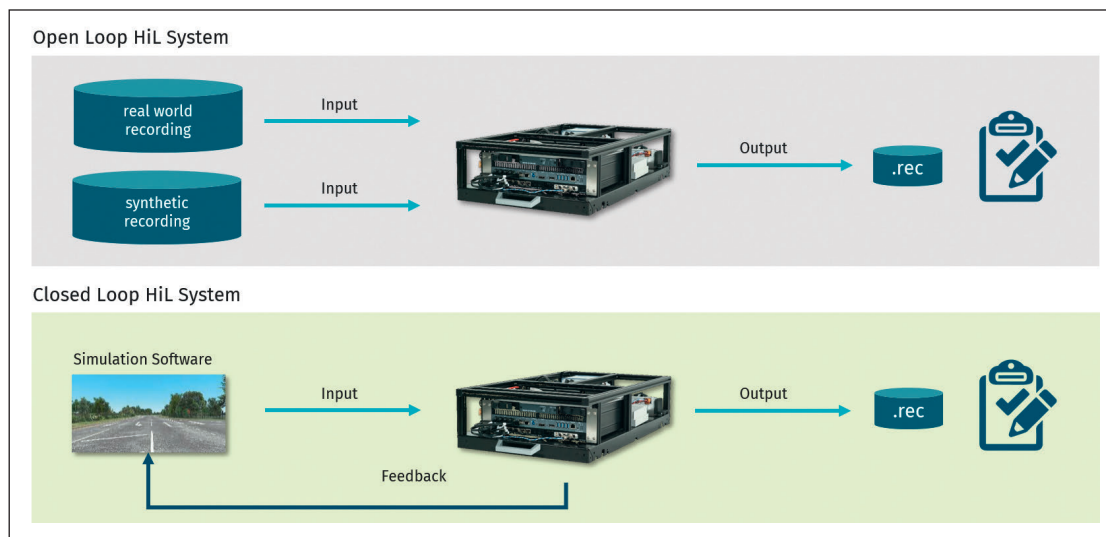 Open Loop HiL System
real world
recording
Input
synthetic
recording
Input
Output
.rec
Closed Loop HiL System
Simulation Software
Input
Output
.rec
Feedback